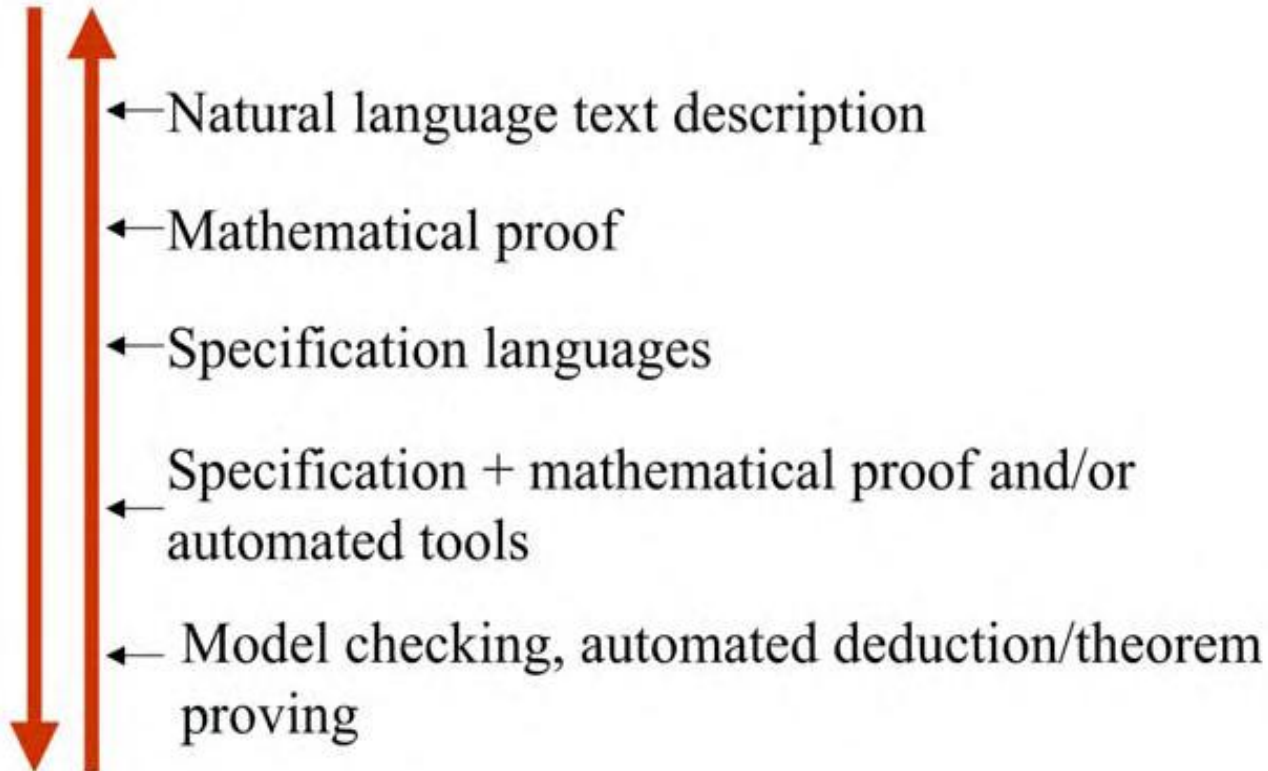 Natural language text description
Mathematical proof
Specification languages
Specification + mathematical proof and/or
automated tools
Model checking, automated deduction/theorem
proving